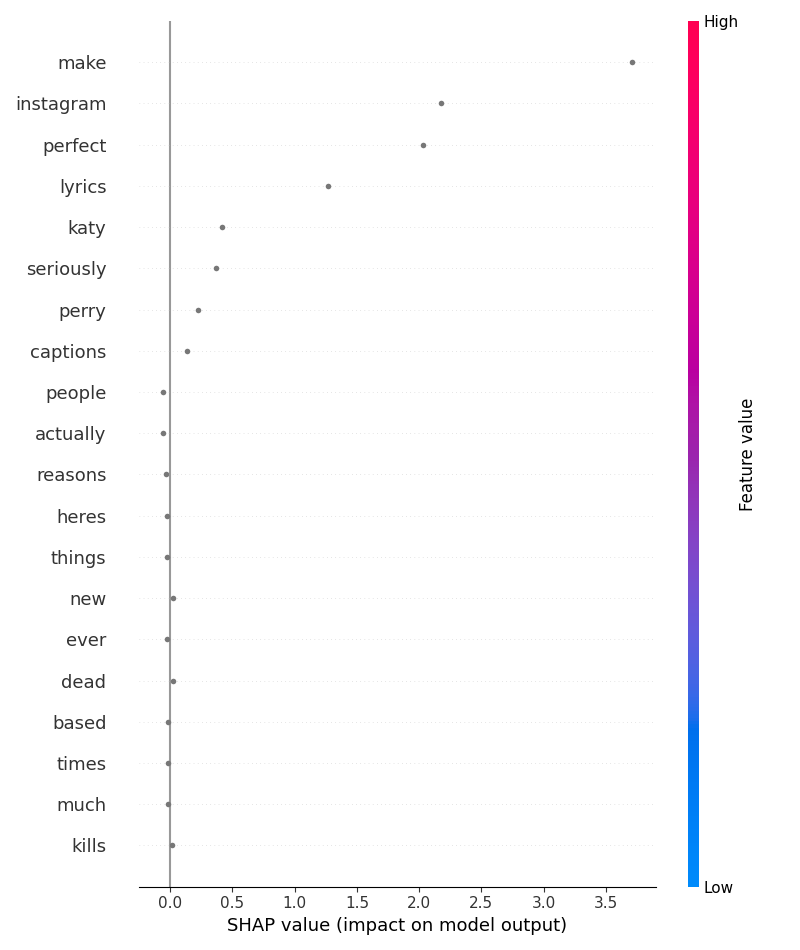 High
make
instagram
perfect
lyrics
katy
seriously
perry
captions
people
actually
reasons
heres
things
new
ever
dead
based
times
much
kills
Feature value
Low
0.0 0.5 1.0 1.5 2.0 2.5 3.0 3.5
SHAP value (impact on model output)